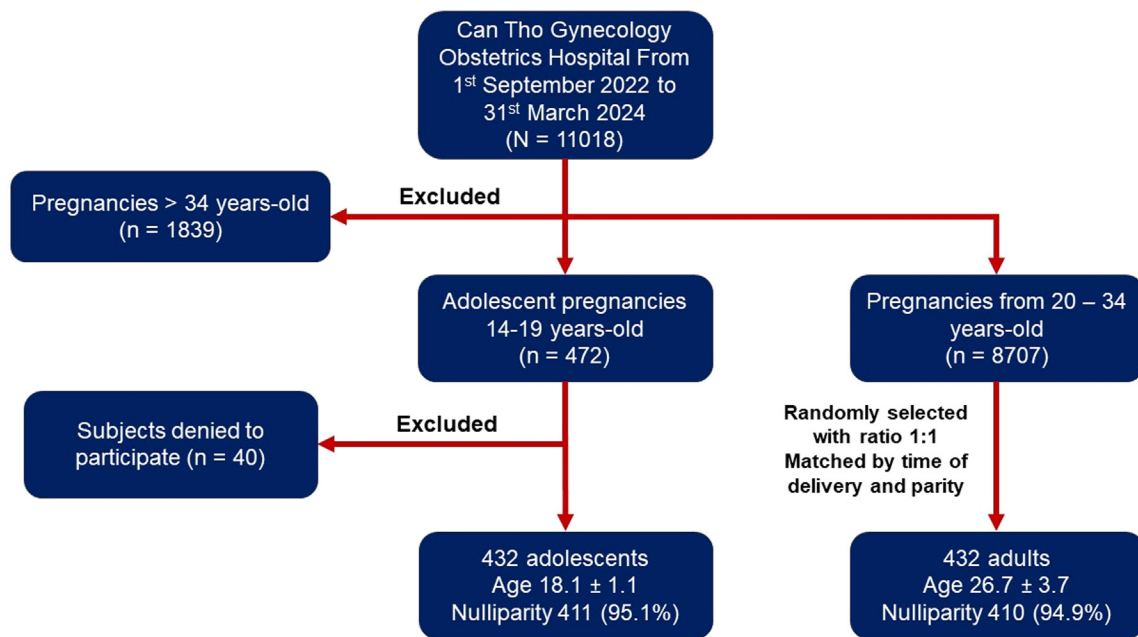 Can Tho Gynecology
Obstetrics Hospital From
1st September 2022 to
31st March 2024
(N = 11018)
Excluded
Pregnancies > 34 years-old
(n = 1839)
Adolescent pregnancies
14-19 years-old
(n = 472)
Pregnancies from 20 – 34
years-old
(n = 8707)
Excluded
Subjects denied to
participate (n = 40)
Randomly selected
with ratio 1:1
Matched by time of
delivery and parity
432 adolescents
Age 18.1 ± 1.1
Nulliparity 411 (95.1%)
432 adults
Age 26.7 ± 3.7
Nulliparity 410 (94.9%)